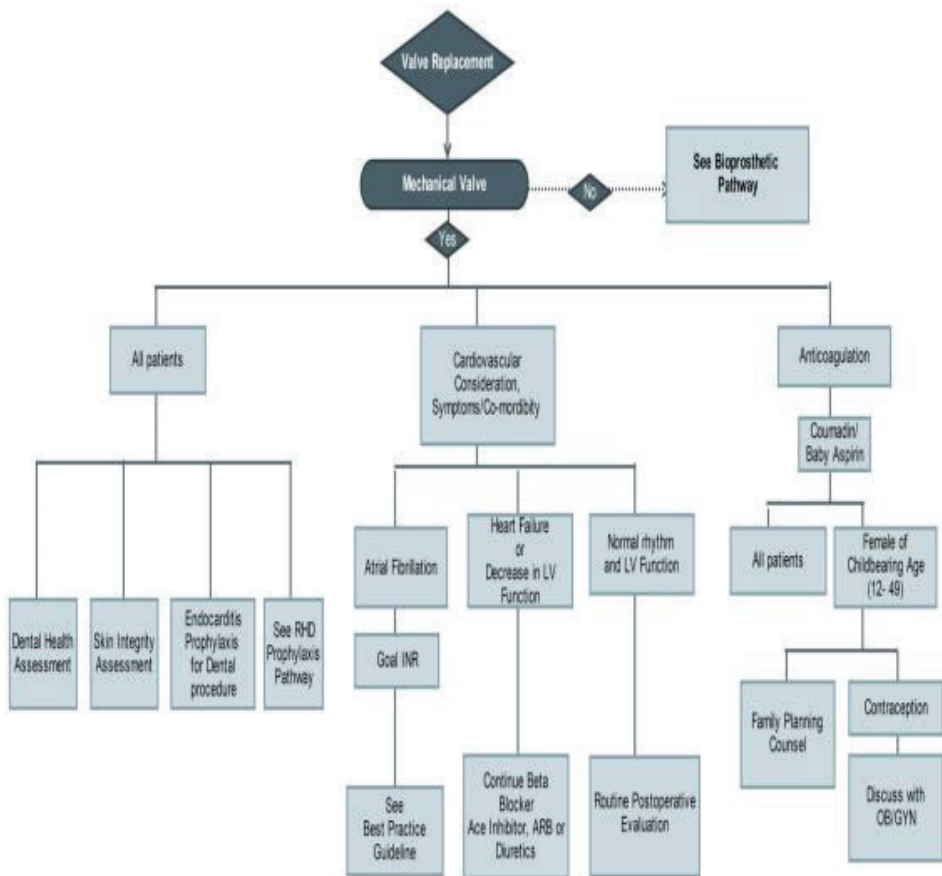 Valve Replacement
Mechanical Valve
No
See Bioprosthetic
Pathway
Yes
All patients
Cardiovascular
Consideration,
Symptoms/Co-mordibity
Anticoagulation
Coumadin/
Baby Aspirin
Atrial Fibrillation
Heart Failure
or
Decrease in LV
Function
Normal rhythm
and LV Function
All patients
Female of
Childbearing Age
(12- 49)
Dental Health
Assessment
Skin Integrity
Assessment
Endocarditis
Prophylaxis
for Dental
procedure
See RHD
Prophylaxis
Pathway
Goal INR
Family Planning
Counsel
Contraception
See
Best Practice
Guideline
Continue Beta
Blocker
Ace Inhibitor, ARB or
Diuretics
Routine Postoperative
Evaluation
Discuss with
OB/GYN